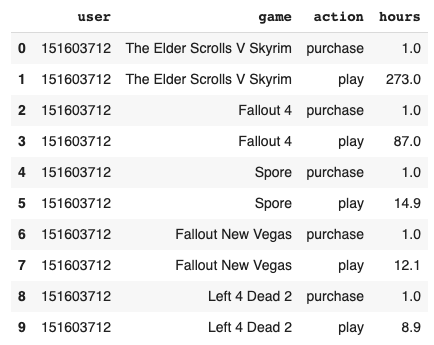 user game action hours
0 151603712 The Elder Scrolls V Skyrim purchase 1.0
1 151603712 The Elder Scrolls V Skyrim play 273.0
2 151603712 Fallout 4 purchase 1.0
3 151603712 Fallout 4 play 87.0
4 151603712 Spore purchase 1.0
5 151603712 Spore play 14.9
6 151603712 Fallout New Vegas purchase 1.0
7 151603712 Fallout New Vegas play 12.1
8 151603712 Left 4 Dead 2 purchase 1.0
9 151603712 Left 4 Dead 2 play 8.9